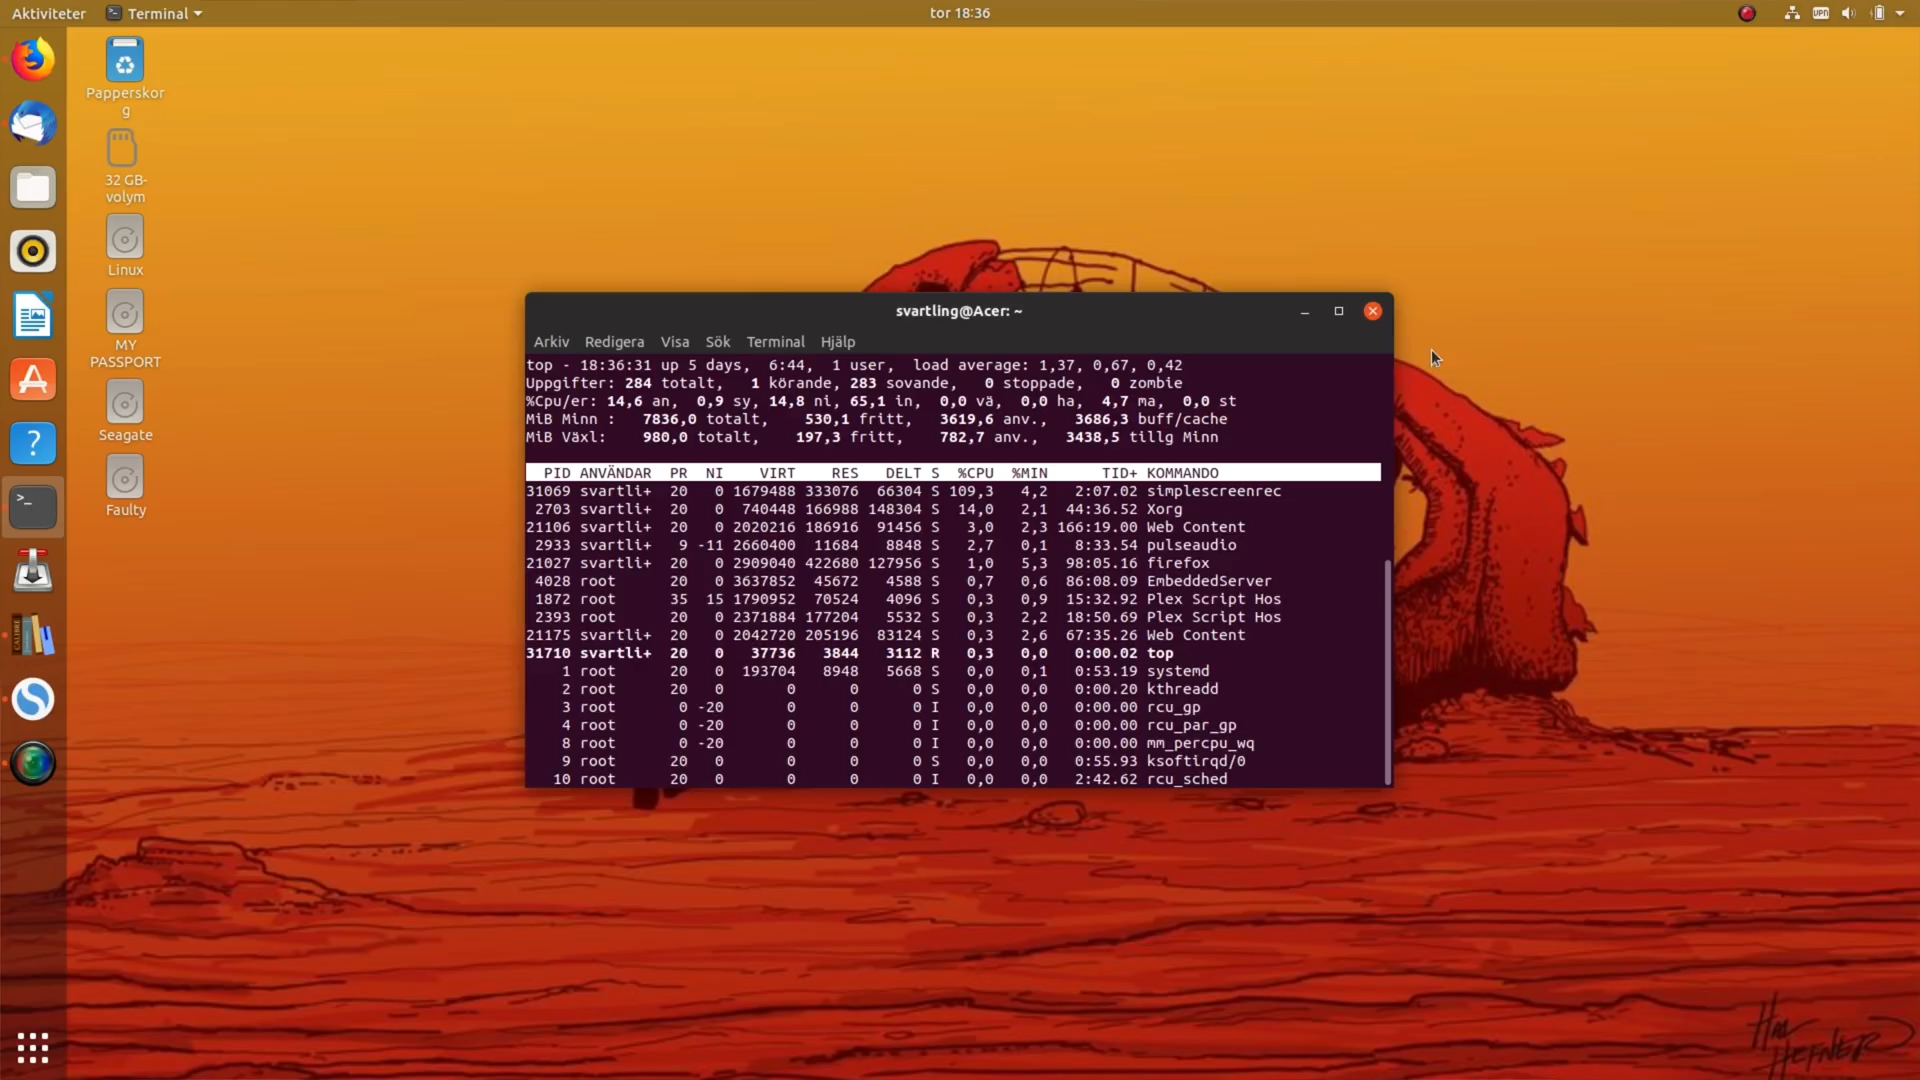 Aktiviteter
Terminal
tor 18:36
VPN
Papperskor
g
32 GB-
volym
Linux
MY
PASSPORT
Seagate
Faulty
CALIBRE
svartling@Acer: ~
Arkiv Redigera Visa Sök Terminal Hjälp
top - 18:36:31 up 5 days,  6:44,  1 user,  load average: 1,37, 0,67, 0,42
Uppgifter: 284 totalt,   1 körande, 283 sovande,   0 stoppade,   0 zombie
%Cpu/er: 14,6 an,  0,9 sy, 14,8 ni, 65,1 in,  0,0 vä,  0,0 ha,  4,7 ma,  0,0 st
MiB Minn :   7836,0 totalt,    530,1 fritt,   3619,6 anv.,   3686,3 buff/cache
MiB Växl:    980,0 totalt,    197,3 fritt,    782,7 anv.,   3438,5 tillg Minn
PID ANVÄNDAR  PR  NI    VIRT    RES   DELT S  %CPU  %MIN      TID+ KOMMANDO
31069 svartli+  20   0 1679488 333076  66304 S 109,3   4,2   2:07.02 simplescreenrec
2703 svartli+  20   0  740448 166988 148304 S  14,0   2,1  44:36.52 Xorg
21106 svartli+  20   0 2020216 186916  91456 S   3,0   2,3 166:19.00 Web Content
2933 svartli+   9 -11 2660400  11684   8848 S   2,7   0,1   8:33.54 pulseaudio
21027 svartli+  20   0 2909040 422680 127956 S   1,0   5,3  98:05.16 firefox
4028 root      20   0 3637852  45672   4588 S   0,7   0,6  86:08.09 EmbeddedServer
1872 root      35  15 1790952  70524   4096 S   0,3   0,9  15:32.92 Plex Script Hos
2393 root      20   0 2371884 177204   5532 S   0,3   2,2  18:50.69 Plex Script Hos
21175 svartli+  20   0 2042720 205196  83124 S   0,3   2,6  67:35.26 Web Content
31710 svartli+  20   0   37736   3844   3112 R   0,3   0,0   0:00.02 top
1 root      20   0  193704   8948   5668 S   0,0   0,1   0:53.19 systemd
2 root      20   0       0      0      0 S   0,0   0,0   0:00.20 kthreadd
3 root       0 -20       0      0      0 I   0,0   0,0   0:00.00 rcu_gp
4 root       0 -20       0      0      0 I   0,0   0,0   0:00.00 rcu_par_gp
8 root       0 -20       0      0      0 I   0,0   0,0   0:00.00 mm_percpu_wq
9 root      20   0       0      0      0 S   0,0   0,0   0:55.93 ksoftirqd/0
10 root      20   0       0      0      0 I   0,0   0,0   2:42.62 rcu_sched
HEFNER